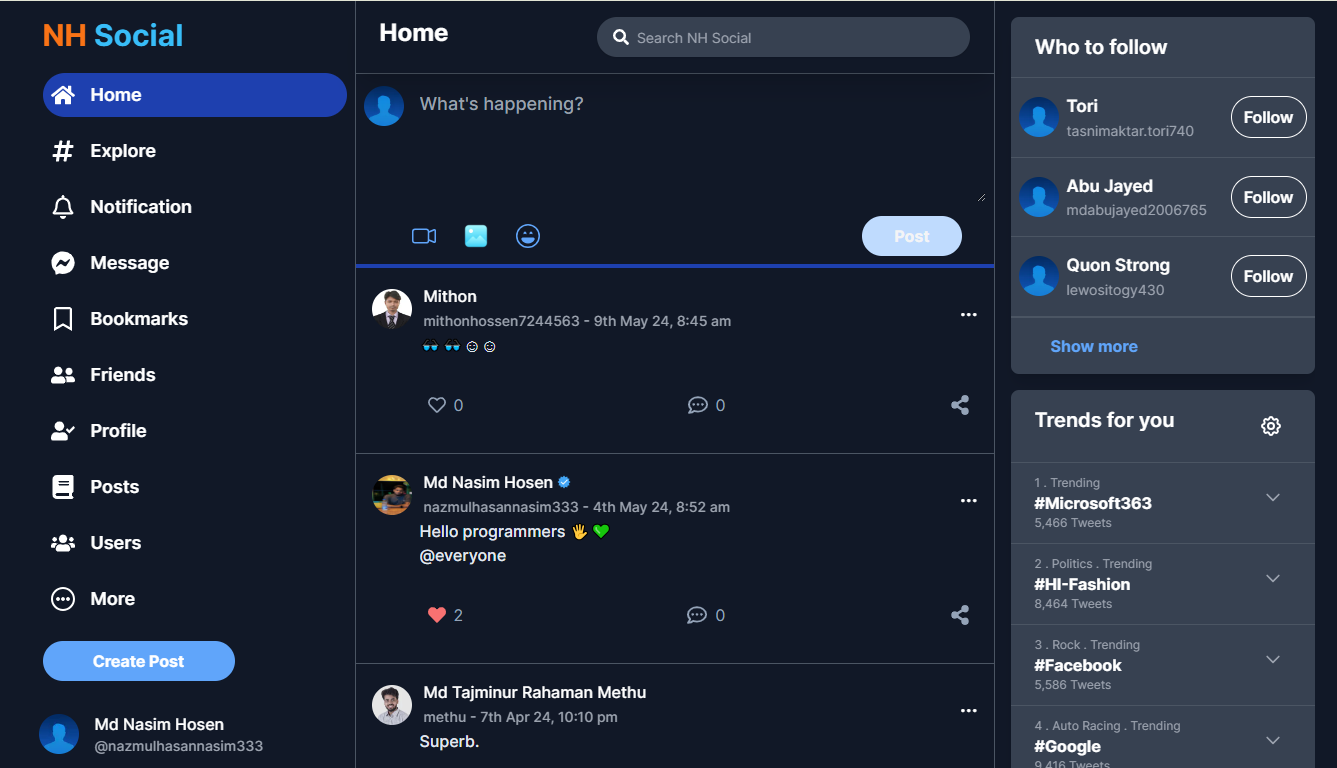 NH Social
Home
Explore
Notification
Message
Bookmarks
Friends
Profile
Posts
Users
More
Create Post
Md Nasim Hosen
@nazmulhasannasim333
Home
Search NH Social
What's happening?
Post
Mithon
mithonhossen7244563 - 9th May 24, 8:45 am
🕶️ 🕶️ ☺ ☺
0
0
Md Nasim Hosen
nazmulhasannasim333 - 4th May 24, 8:52 am
Hello programmers 🖐 💚
@everyone
2
0
Md Tajminur Rahaman Methu
methu - 7th Apr 24, 10:10 pm
Superb.
Who to follow
Tori
tasnimaktar.tori740
Follow
Abu Jayed
mdabujayed2006765
Follow
Quon Strong
lewositogy430
Follow
Show more
Trends for you
1 . Trending
#Microsoft363
5,466 Tweets
2 . Politics . Trending
#HI-Fashion
8,464 Tweets
3 . Rock . Trending
#Facebook
5,586 Tweets
4 . Auto Racing . Trending
#Google
9,416 Tweets